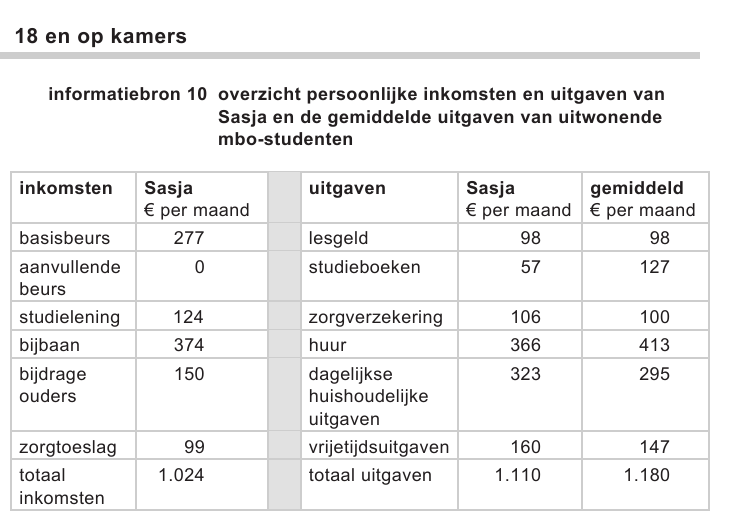 18 en op kamers
informatiebron 10 overzicht persoonlijke inkomsten en uitgaven van
Sasja en de gemiddelde uitgaven van uitwonende
mbo-studenten
inkomsten Sasja uitgaven Sasja gemiddeld
€ per maand € per maand € per maand
basisbeurs 277 lesgeld 98 98
aanvullende 0 studieboeken 57 127
beurs
studielening 124 zorgverzekering 106 100
bijbaan 374 huur 366 413
bijdrage 150 dagelijkse 323 295
ouders huishoudelijke
uitgaven
zorgtoeslag 99 vrijetijdsuitgaven 160 147
totaal 1.024 totaal uitgaven 1.110 1.180
inkomsten